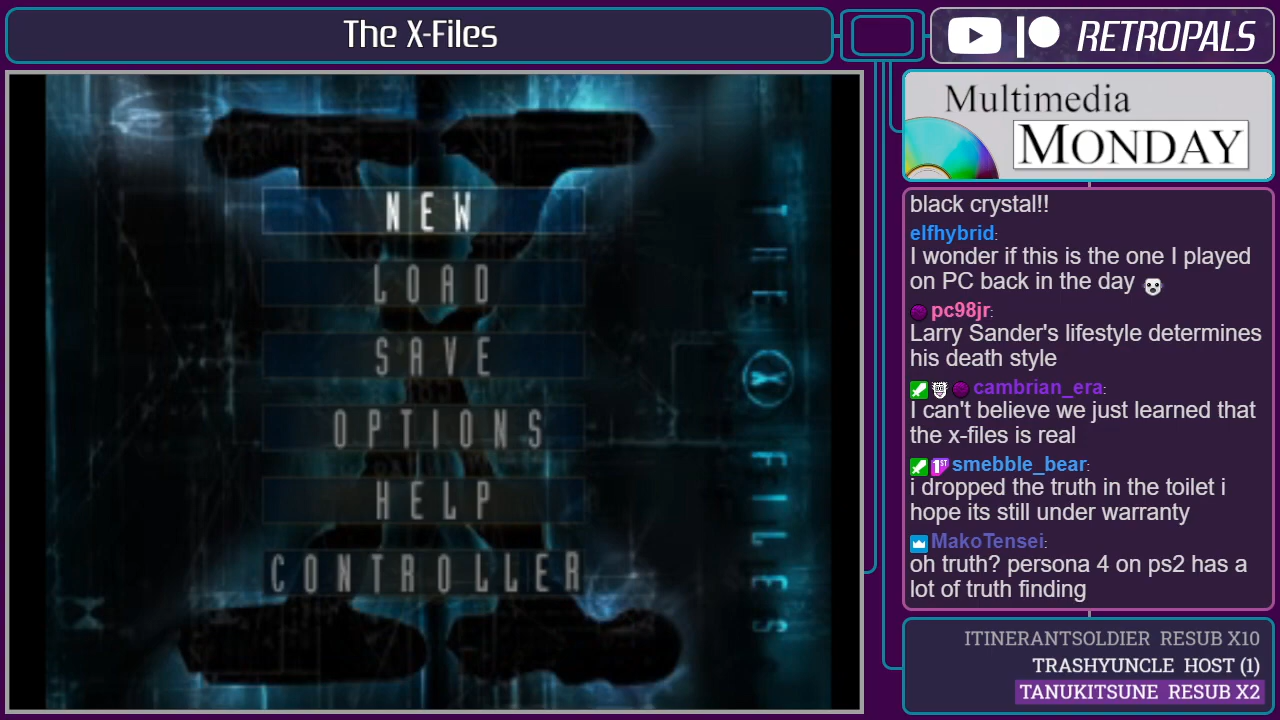 The X-Files
RETROPALS
Multimedia
MONDAY
NEW
LOAD
SAVE
OPTIONS
HELP
CONTROLLER
THE X FILES
black crystal!!
elfhybrid:
I wonder if this is the one I played
on PC back in the day
pc98jr:
Larry Sander's lifestyle determines
his death style
cambrian_era:
I can't believe we just learned that
the x-files is real
1ST smebble_bear:
i dropped the truth in the toilet i
hope its still under warranty
MakoTensei:
oh truth? persona 4 on ps2 has a
lot of truth finding
ITINERANTSOLDIER RESUB X10
TRASHYUNCLE HOST (1)
TANUKITSUNE RESUB X2